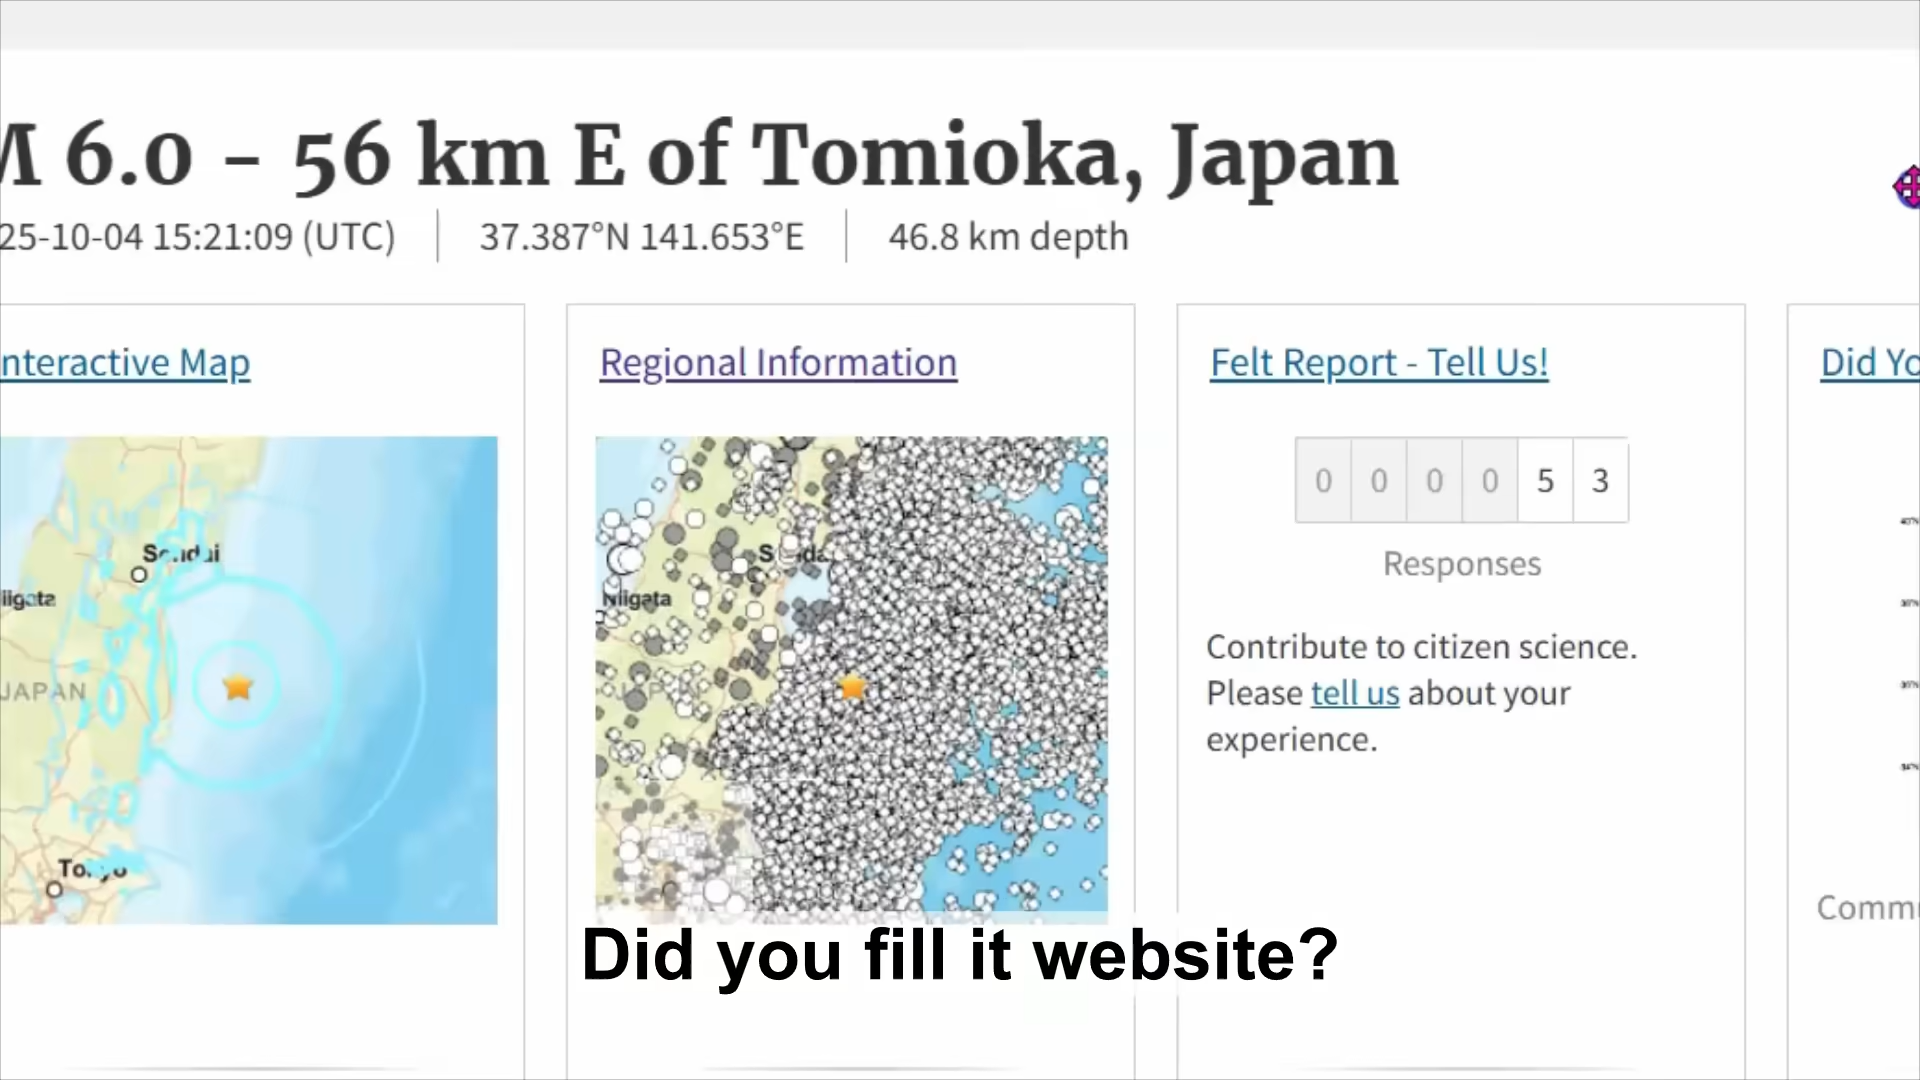 M 6.0 - 56 km E of Tomioka, Japan
25-10-04 15:21:09 (UTC) 37.387°N 141.653°E 46.8 km depth
nteractive Map
Regional Information
Felt Report - Tell Us!
Did Yo
Sendai
iigata
JAPAN
Tokyo
Niigata
0 0 0 0 5 3
Responses
Contribute to citizen science.
Please tell us about your
experience.
Comm
Did you fill it website?